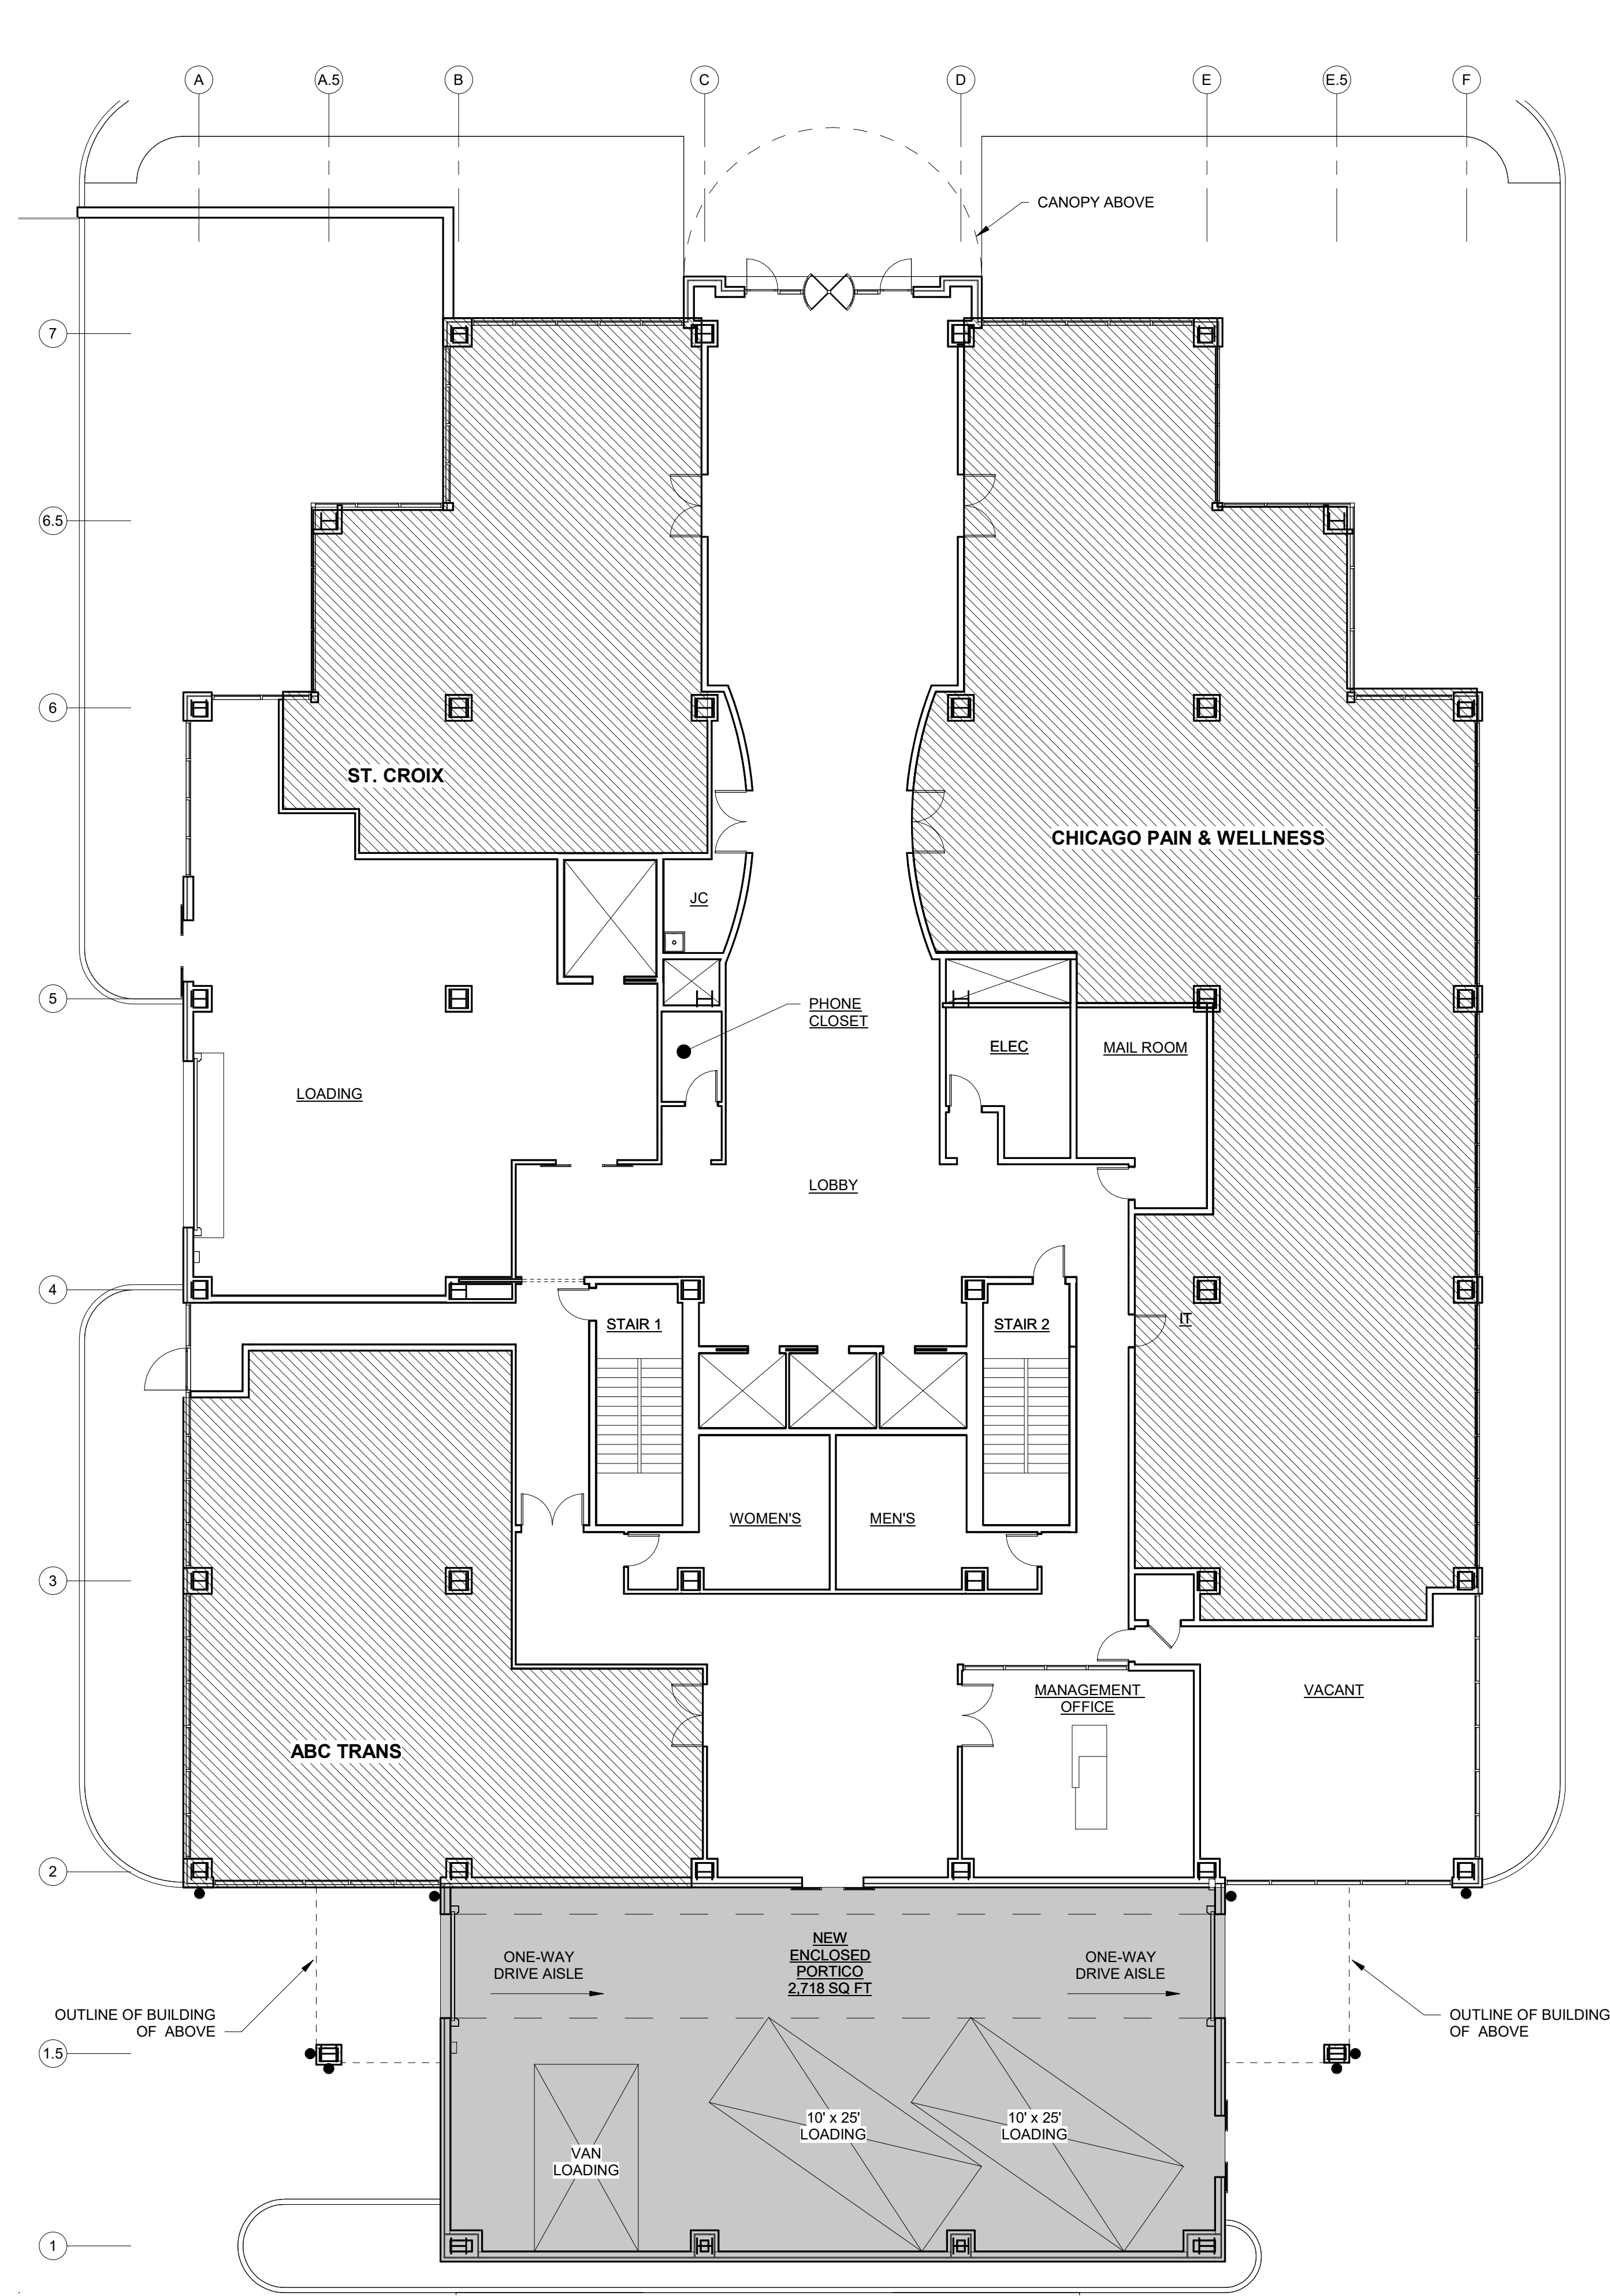 A
A.5
B
C
D
E
E.5
F
CANOPY ABOVE
7
6.5
6
ST. CROIX
CHICAGO PAIN & WELLNESS
JC
5
PHONE
CLOSET
ELEC
MAIL ROOM
LOADING
LOBBY
4
STAIR 1
STAIR 2
IT
WOMEN'S
MEN'S
3
MANAGEMENT
OFFICE
VACANT
ABC TRANS
2
NEW
ENCLOSED
PORTICO
2,718 SQ FT
ONE-WAY
DRIVE AISLE
ONE-WAY
DRIVE AISLE
OUTLINE OF BUILDING
OF ABOVE
OUTLINE OF BUILDING
OF ABOVE
1.5
10' x 25'
LOADING
10' x 25'
LOADING
VAN
LOADING
1